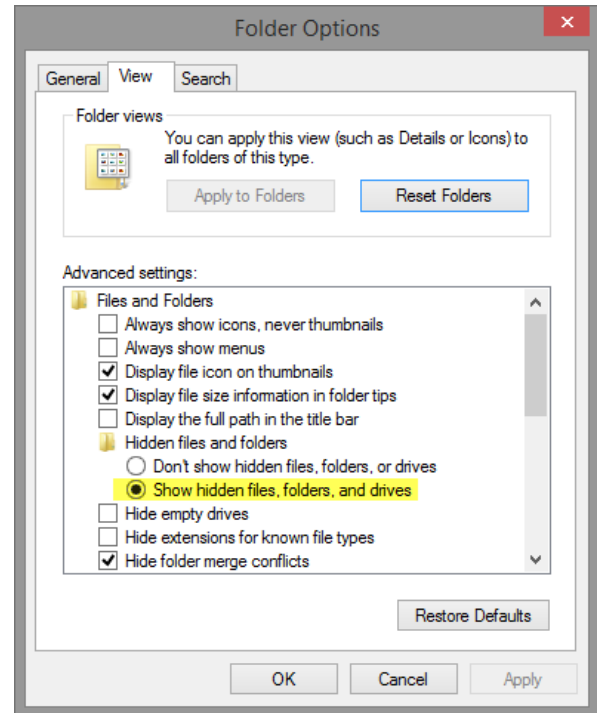 Folder Options
General View Search
Folder views
You can apply this view (such as Details or Icons) to
all folders of this type.
Apply to Folders Reset Folders
Advanced settings:
Files and Folders
Always show icons, never thumbnails
Always show menus
Display file icon on thumbnails
Display file size information in folder tips
Display the full path in the title bar
Hidden files and folders
Don't show hidden files, folders, or drives
Show hidden files, folders, and drives
Hide empty drives
Hide extensions for known file types
Hide folder merge conflicts
Restore Defaults
OK Cancel Apply